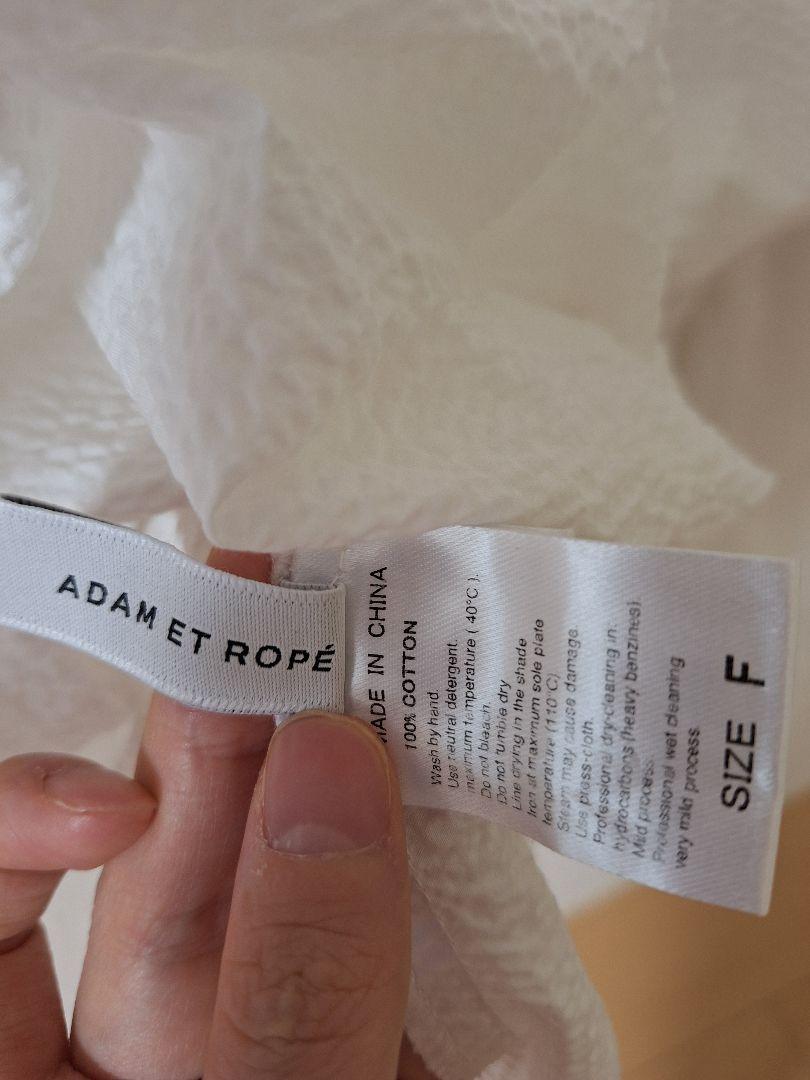 ADAM ET ROPÉ
MADE IN CHINA
100% COTTON
Wash by hand
Use neutral detergent.
maximum temperature ( 40°C ).
Do not bleach.
Do not tumble dry
Line drying in the shade
Iron at maximum sole plate
temperature (110°C)
Steam may cause damage.
Use press-cloth.
Professional dry-cleaning in:
hydrocarbons (heavy benzines)
Mild process.
Professional wet cleaning
very mild process.
SIZE F